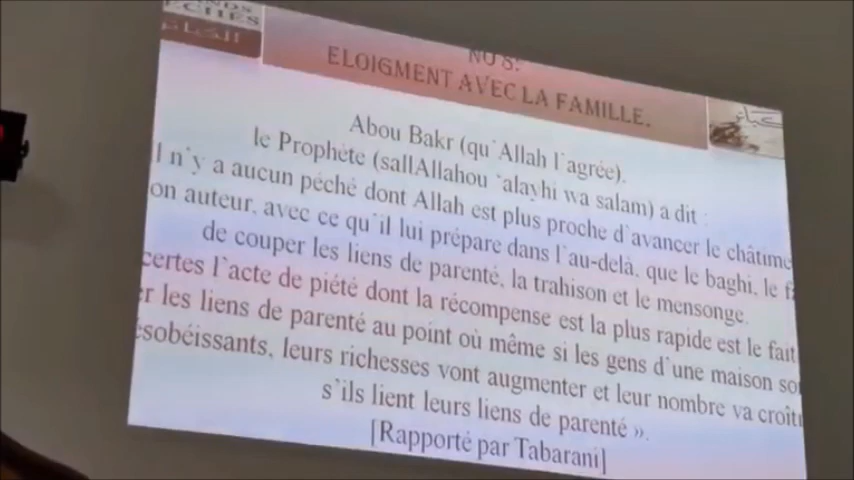 ECHES
NO 8:
ELOIGMENT AVEC LA FAMILLE.
Abou Bakr (qu'Allah l'agrée).
le Prophète (sallAllahou 'alayhi wa salam) a dit :
l n'y a aucun péché dont Allah est plus proche d'avancer le châtime
on auteur, avec ce qu'il lui prépare dans l'au-delà, que le baghi, le f
de couper les liens de parenté, la trahison et le mensonge.
certes l'acte de piété dont la récompense est la plus rapide est le fait
r les liens de parenté au point où même si les gens d'une maison so
ésobéissants, leurs richesses vont augmenter et leur nombre va croîtr
s'ils lient leurs liens de parenté ».
[Rapporté par Tabarani]